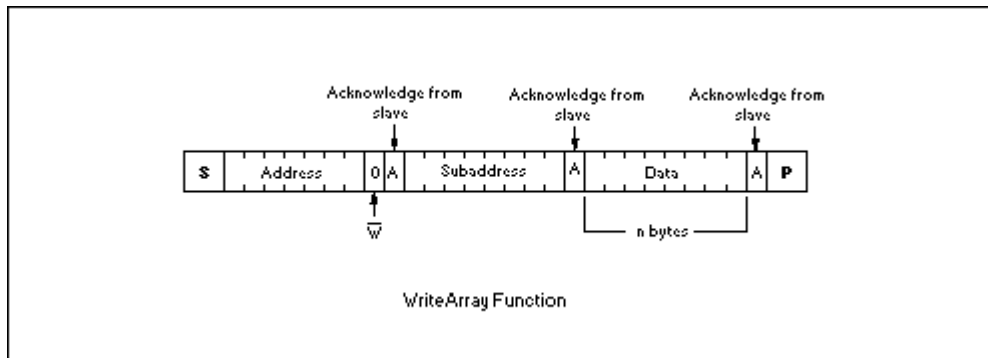 Acknowledge from slave
Acknowledge from slave
Acknowledge from slave
S Address 0 A Subaddress A Data A P
W̅
n bytes
WriteArray Function